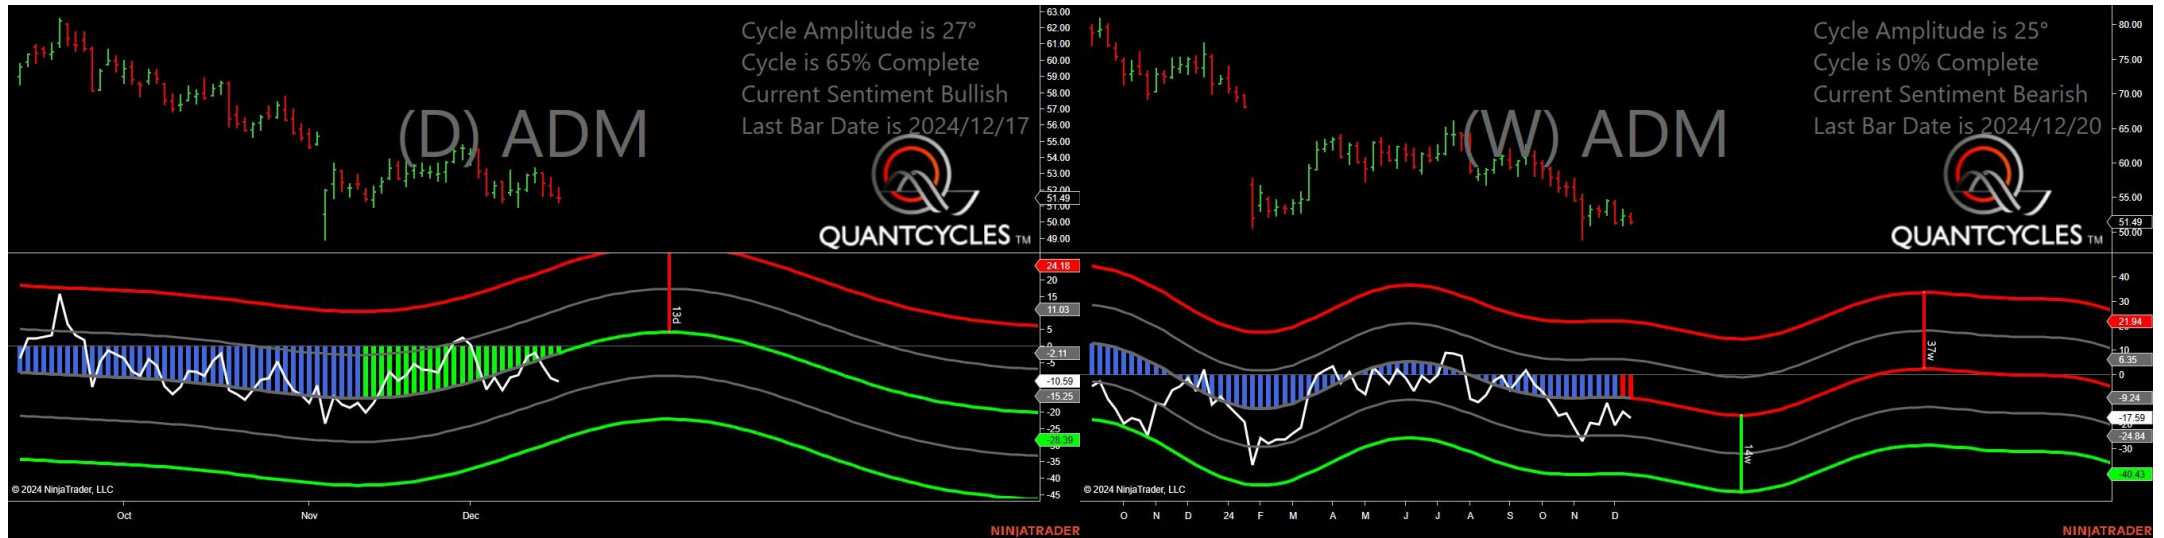 Cycle Amplitude is 27°
Cycle is 65% Complete
Current Sentiment Bullish
Last Bar Date is 2024/12/17
(D) ADM
QUANTCYCLES TM
63.00
62.00
61.00
60.00
59.00
58.00
57.00
56.00
55.00
54.00
53.00
52.00
51.49
51.00
50.00
49.00
24.18
20
15
11.03
5
0
-2.11
-5
-10.59
-15.25
-20
-25
-28.39
-35
-40
-45
13d
© 2024 NinjaTrader, LLC
Oct Nov Dec
NINJATRADER
Cycle Amplitude is 25°
Cycle is 0% Complete
Current Sentiment Bearish
Last Bar Date is 2024/12/20
(W) ADM
QUANTCYCLES TM
80.00
75.00
70.00
65.00
60.00
55.00
51.49
50.00
40
30
21.94
10
6.35
0
-9.24
-17.59
-24.84
-30
-40.43
37w
14w
© 2024 NinjaTrader, LLC
O N D 24 F M A M J J A S O N D
NINJATRADER